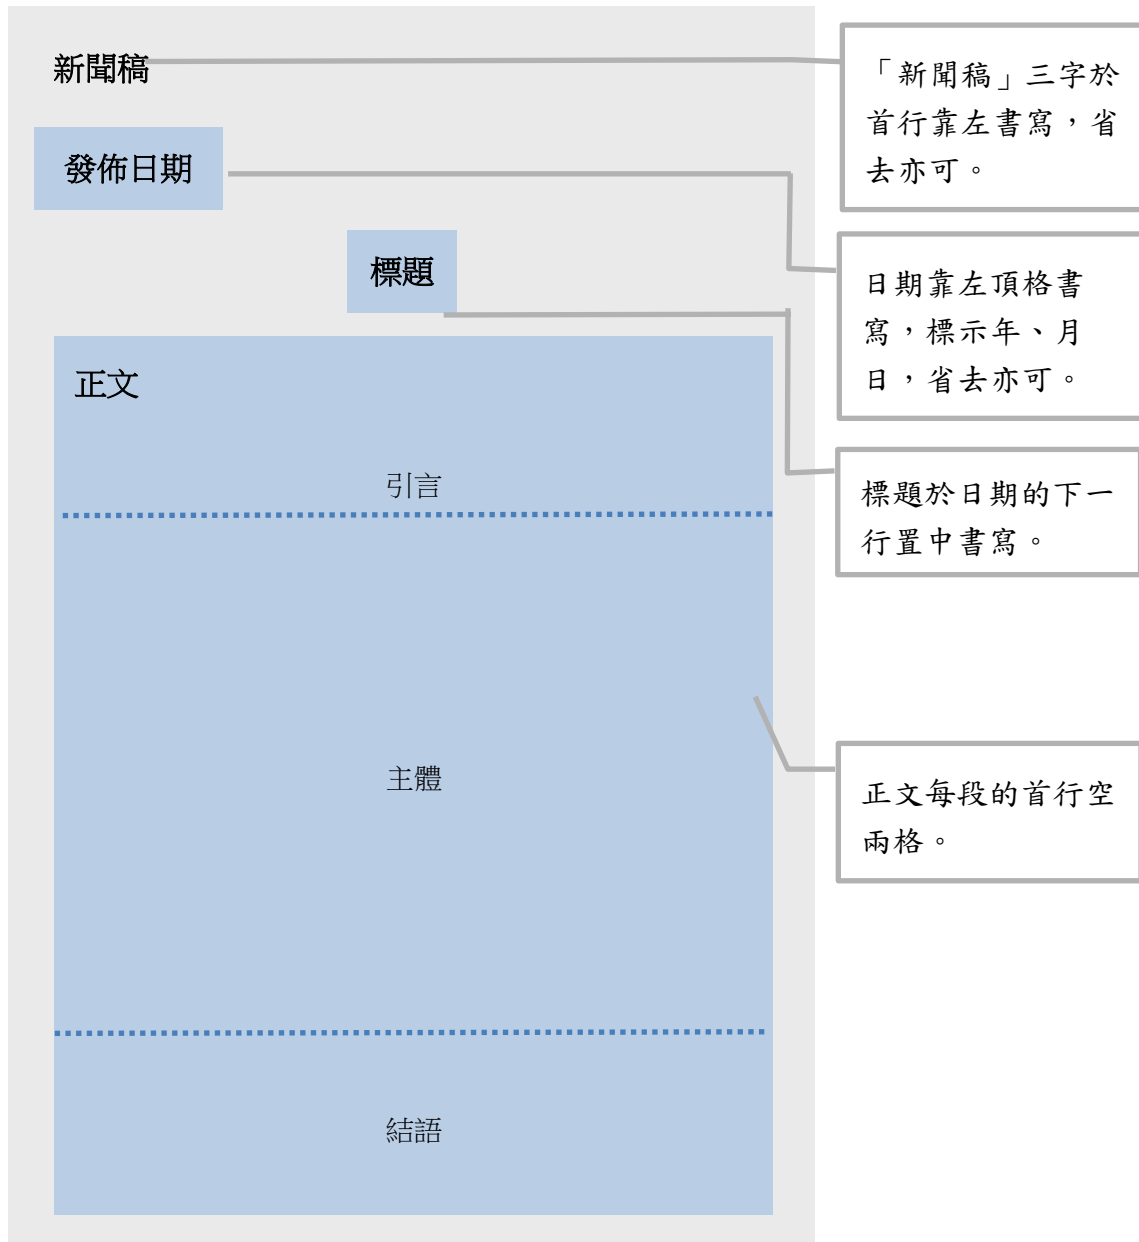 新聞稿
「新聞稿」三字於
首行靠左書寫，省
去亦可。
發佈日期
日期靠左頂格書
寫，標示年、月
日，省去亦可。
標題
標題於日期的下一
行置中書寫。
正文
引言
主體
正文每段的首行空
兩格。
結語